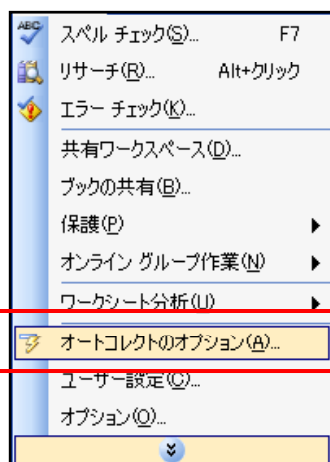 ABC
スペル チェック(S)... F7
リサーチ(R)... Alt+クリック
エラー チェック(K)...
共有ワークスペース(D)...
ブックの共有(B)...
保護(P)
オンライン グループ作業(N)
ワークシート分析(U)
オートコレクトのオプション(A)...
ユーザー設定(C)...
オプション(O)...